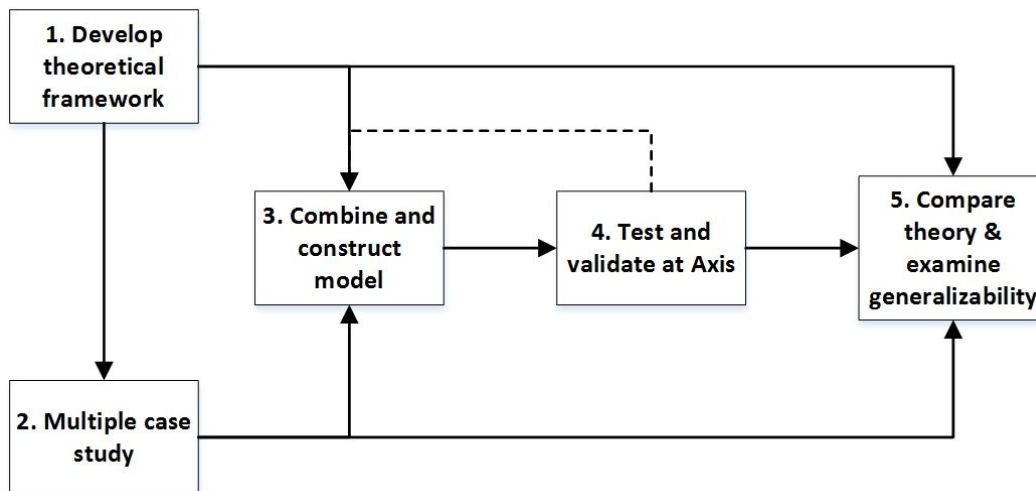 1. Develop
theoretical
framework
2. Multiple case
study
3. Combine and
construct
model
4. Test and
validate at Axis
5. Compare
theory &
examine
generalizability